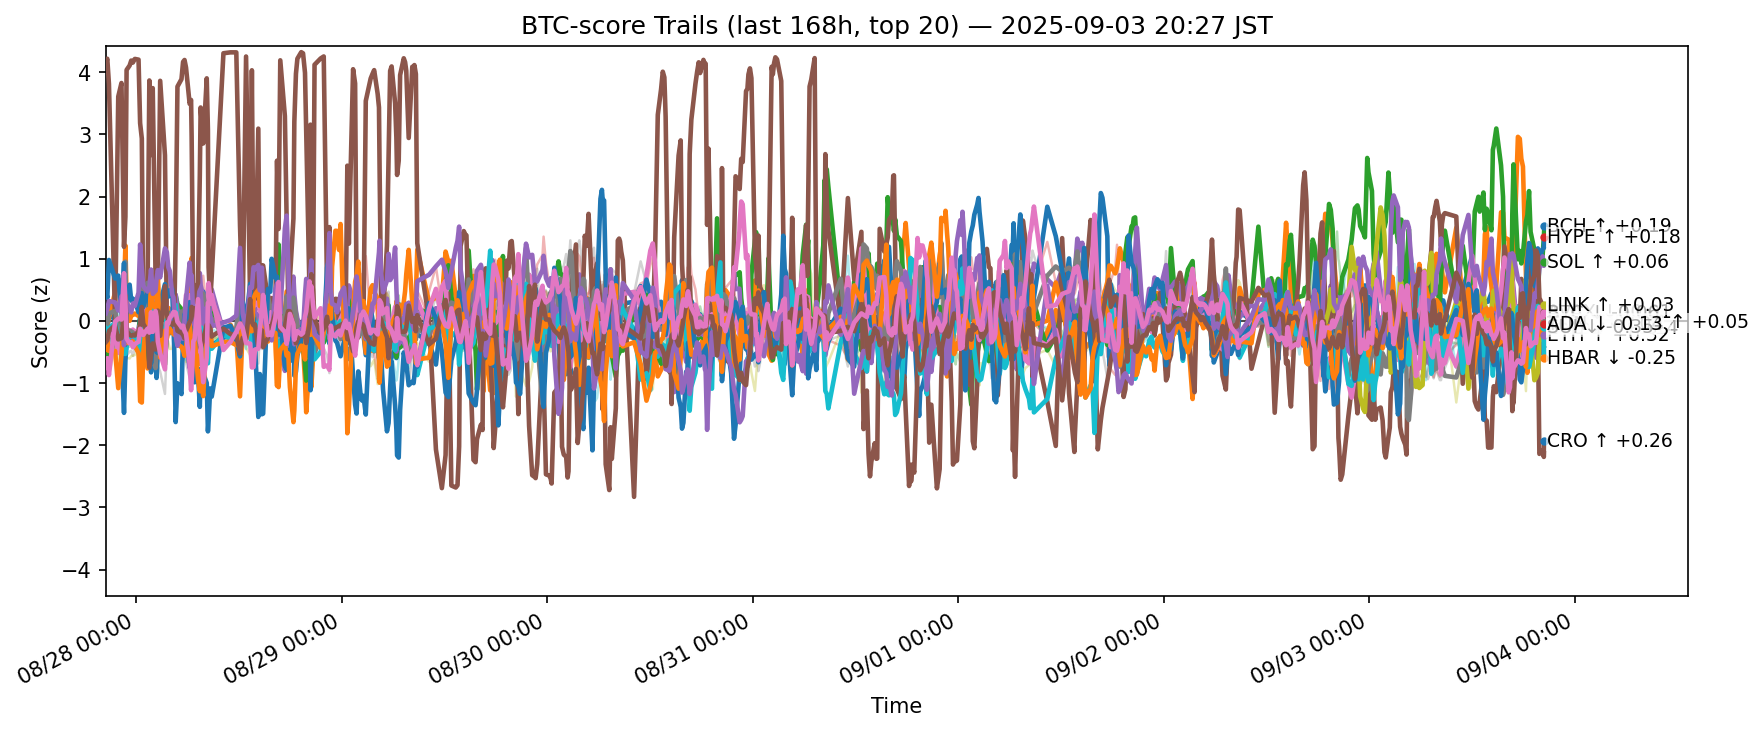 BTC-score Trails (last 168h, top 20) — 2025-09-03 20:27 JST
Score (z)
4
3
2
1
0
−1
−2
−3
−4
BCH ↑ +0.19
HYPE ↑ +0.18
SOL ↑ +0.06
LINK ↑ +0.03
ADA ↓ -0.13
↑ +0.05
HBAR ↓ -0.25
CRO ↑ +0.26
08/28 00:00
08/29 00:00
08/30 00:00
08/31 00:00
09/01 00:00
09/02 00:00
09/03 00:00
09/04 00:00
Time